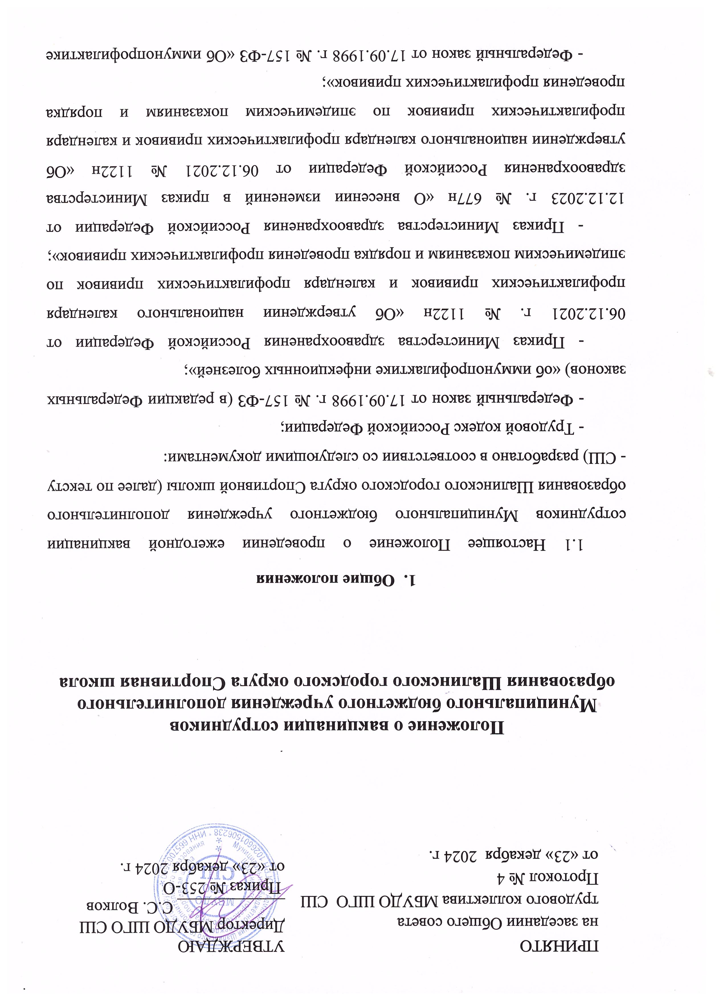 ПРИНЯТО
на заседании Общего совета
трудового коллектива МБУДО ШГО  СШ
Протокол № 4
от «23» декабря  2024 г.
УТВЕРЖДАЮ
Директор МБУДО ШГО СШ
С.С. Волков
Приказ № 253-О
от «23» декабря 2024 г.
МБУДО
ШГО
СШ
Положение о вакцинации сотрудников
Муниципального бюджетного учреждения дополнительного
образования Шалинского городского округа Спортивная школа
1.  Общие положения
1.1 Настоящее Положение о проведении ежегодной вакцинации
сотрудников Муниципального бюджетного учреждения дополнительного
образования Шалинского городского округа Спортивной школы (далее по тексту
- СШ) разработано в соответствии со следующими документами:
- Трудовой кодекс Российской Федерации;
- Федеральный закон от 17.09.1998 г. № 157-ФЗ (в редакции Федеральных
законов) «об иммунопрофилактике инфекционных болезней»;
- Приказ Министерства здравоохранения Российской Федерации от
06.12.2021 г. № 1122н «Об утверждении национального календаря
профилактических прививок и календаря профилактических прививок по
эпидемическим показаниям и порядка проведения профилактических прививок»;
- Приказ Министерства здравоохранения Российской Федерации от
12.12.2023 г. № 677н «О внесении изменений в приказ Министерства
здравоохранения Российской Федерации от 06.12.2021 № 1122н «Об
утверждении национального календаря профилактических прививок и календаря
профилактических прививок по эпидемическим показаниям и порядка
проведения профилактических прививок»;
- Федеральный закон от 17.09.1998 г. № 157-ФЗ «Об иммунопрофилактике